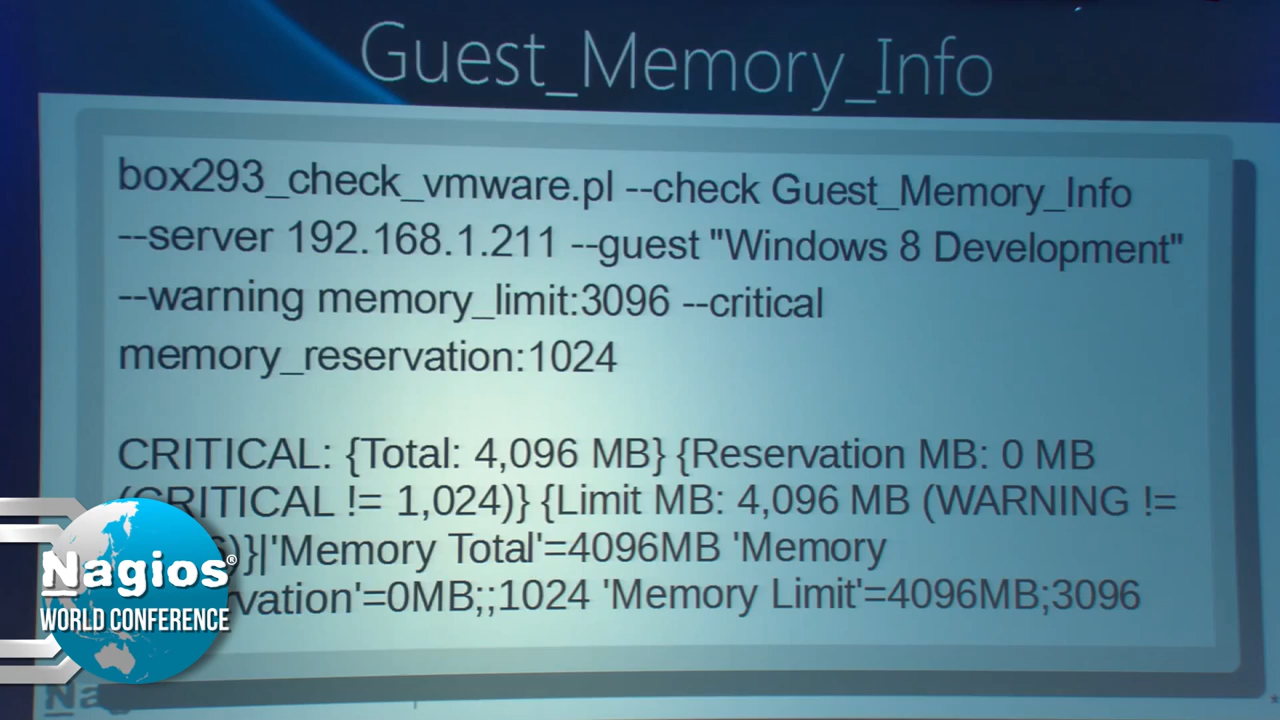 Guest_Memory_Info
box293_check_vmware.pl --check Guest_Memory_Info
--server 192.168.1.211 --guest "Windows 8 Development"
--warning memory_limit:3096 --critical
memory_reservation:1024
CRITICAL: {Total: 4,096 MB} {Reservation MB: 0 MB
(CRITICAL != 1,024)} {Limit MB: 4,096 MB (WARNING !=
)}|'Memory Total'=4096MB 'Memory
vation'=0MB;;1024 'Memory Limit'=4096MB;3096
Nagios®
WORLD CONFERENCE
Na